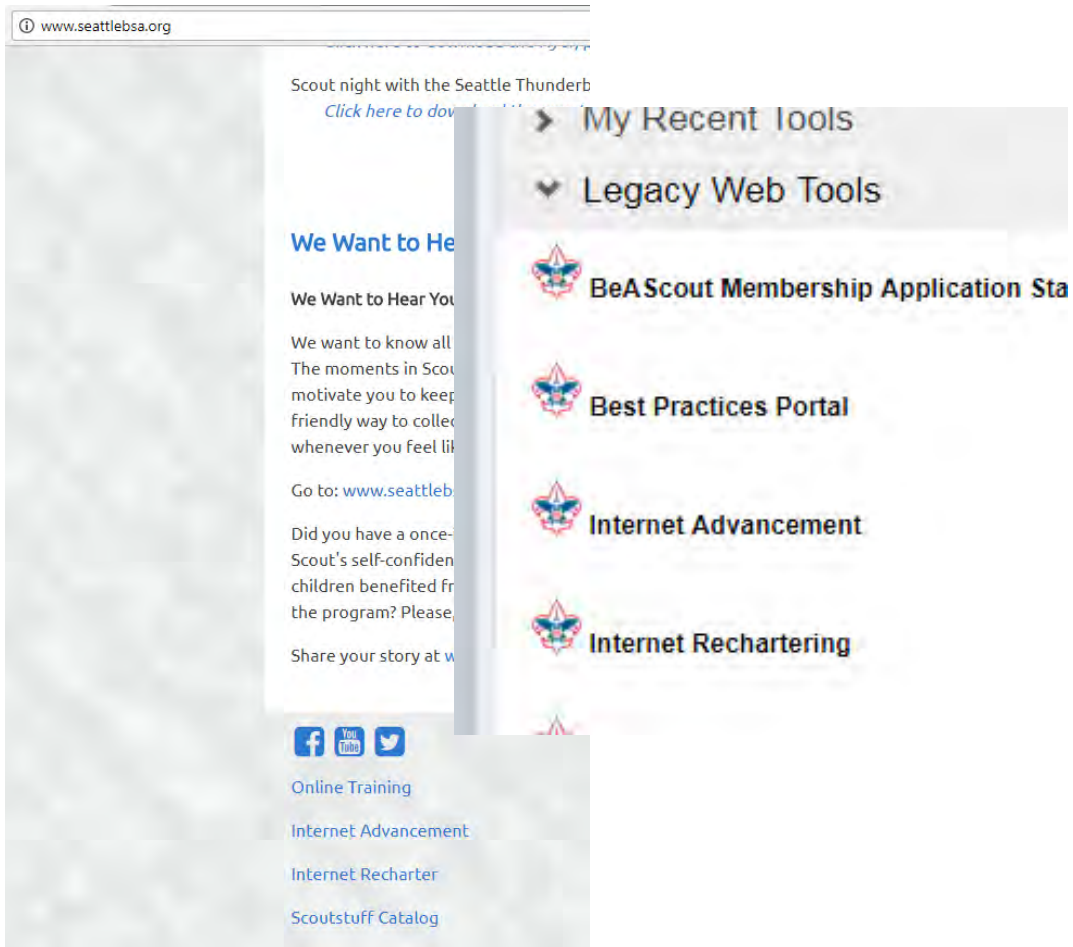 www.seattlebsa.org
Scout night with the Seattle Thunderb
Click here to dow
We Want to He
We Want to Hear You
We want to know all
The moments in Scou
motivate you to keep
friendly way to collec
whenever you feel lik
Go to: www.seattleb
Did you have a once-
Scout's self-confiden
children benefited fr
the program? Please,
Share your story at w
You
Tube
Online Training
Internet Advancement
Internet Recharter
Scoutstuff Catalog
My Recent Tools
Legacy Web Tools
BeAScout Membership Application Sta
Best Practices Portal
Internet Advancement
Internet Rechartering